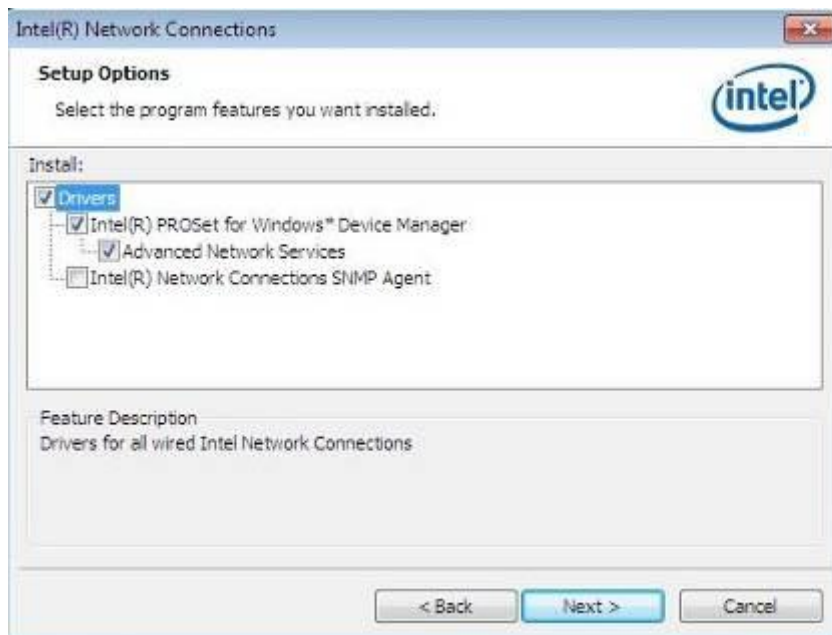 Intel(R) Network Connections
Setup Options
Select the program features you want installed.
intel
Install:
Drivers
Intel(R) PROSet for Windows* Device Manager
Advanced Network Services
Intel(R) Network Connections SNMP Agent
Feature Description
Drivers for all wired Intel Network Connections
< Back Next > Cancel